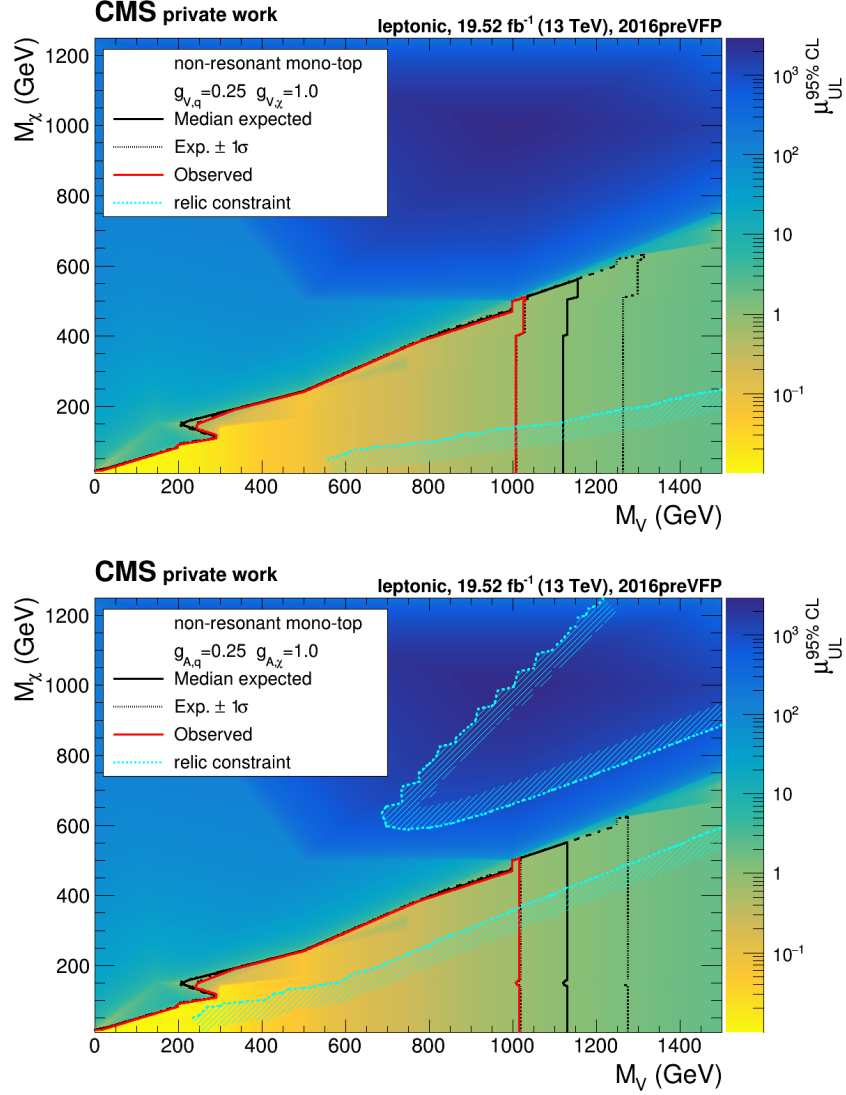 CMS private work
leptonic, 19.52 fb⁻¹ (13 TeV), 2016preVFP
M_χ (GeV)
1200
1000
800
600
400
200
non-resonant mono-top
g_V,q=0.25 g_V,χ=1.0
Median expected
Exp. ± 1σ
Observed
relic constraint
10³
10²
10
1
10⁻¹
μ_UL^95% CL
0 200 400 600 800 1000 1200 1400
M_V (GeV)
CMS private work
leptonic, 19.52 fb⁻¹ (13 TeV), 2016preVFP
M_χ (GeV)
1200
1000
800
600
400
200
non-resonant mono-top
g_A,q=0.25 g_A,χ=1.0
Median expected
Exp. ± 1σ
Observed
relic constraint
10³
10²
10
1
10⁻¹
μ_UL^95% CL
0 200 400 600 800 1000 1200 1400
M_V (GeV)